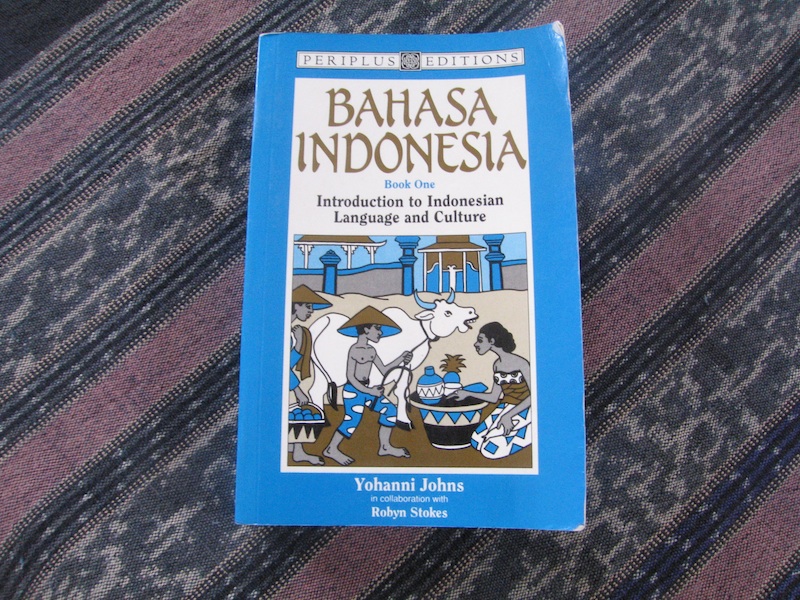 PERIPLUS EDITIONS
BAHASA
INDONESIA
Book One
Introduction to Indonesian
Language and Culture
Yohanni Johns
in collaboration with
Robyn Stokes